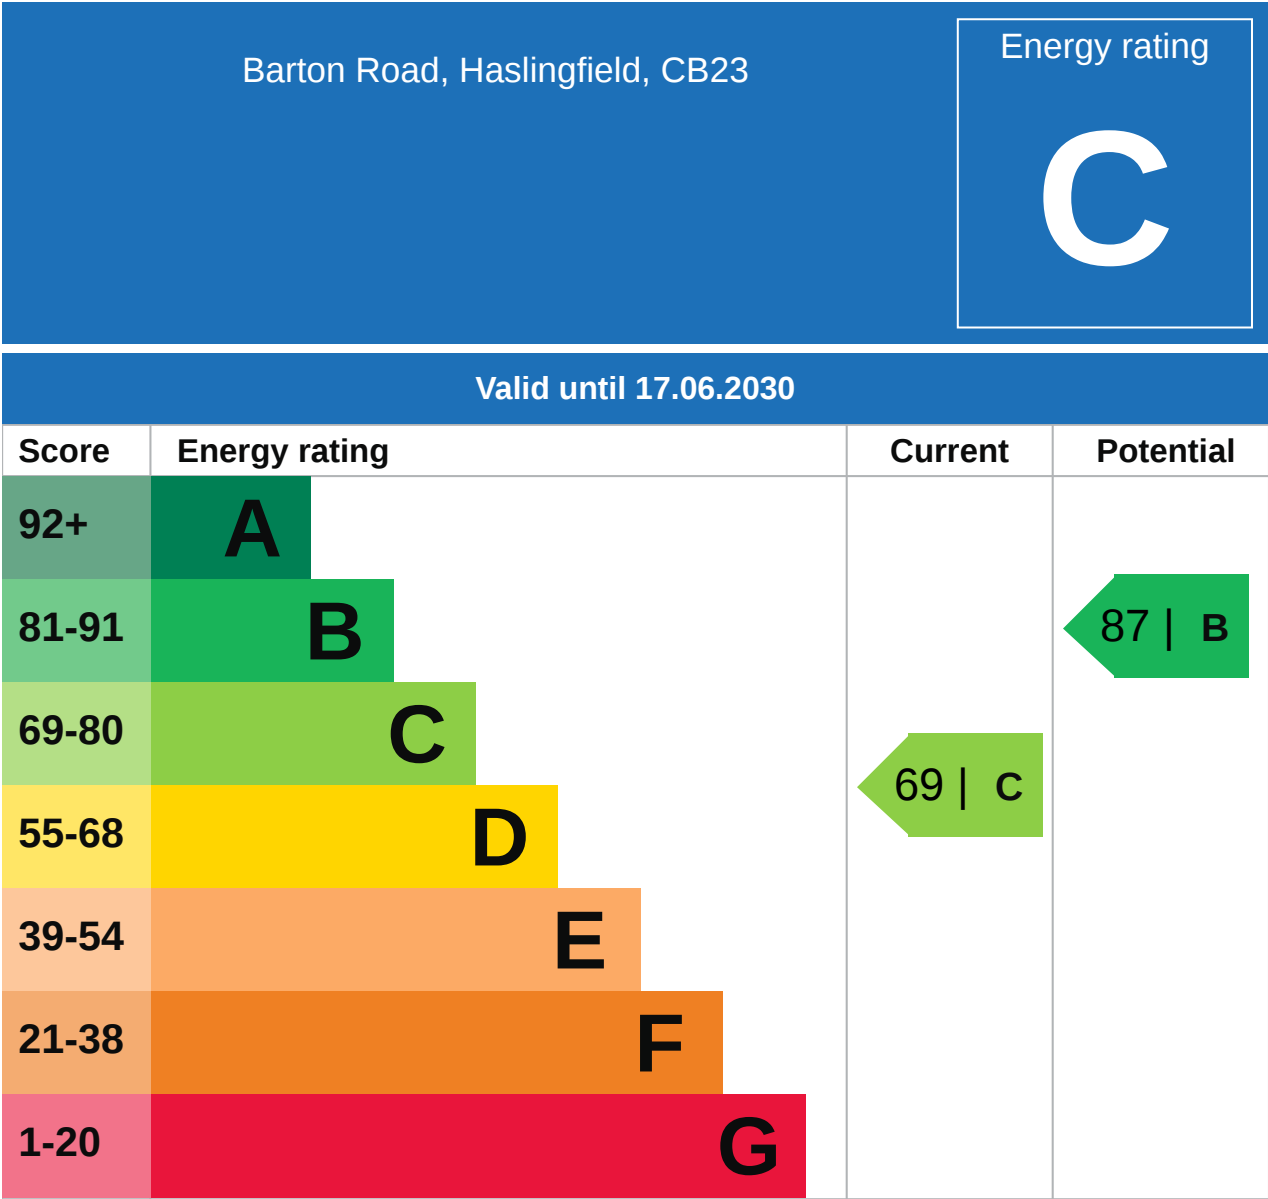 Barton Road, Haslingfield, CB23
Energy rating
C
Valid until 17.06.2030
Score Energy rating Current Potential
92+ A
81-91 B
87 | B
69-80 C
69 | C
55-68 D
39-54 E
21-38 F
1-20 G